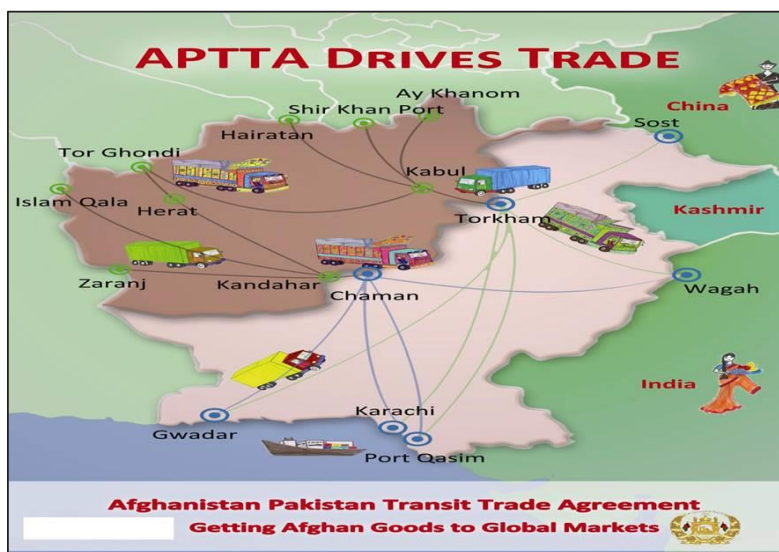 APTTA DRIVES TRADE
Ay Khanom
Shir Khan Port
China
Hairatan
Sost
Tor Ghondi
Kabul
Islam Qala
Herat
Torkham
Kashmir
Zaranj
Kandahar
Chaman
Wagah
India
Karachi
Gwadar
Port Qasim
Afghanistan Pakistan Transit Trade Agreement
Getting Afghan Goods to Global Markets